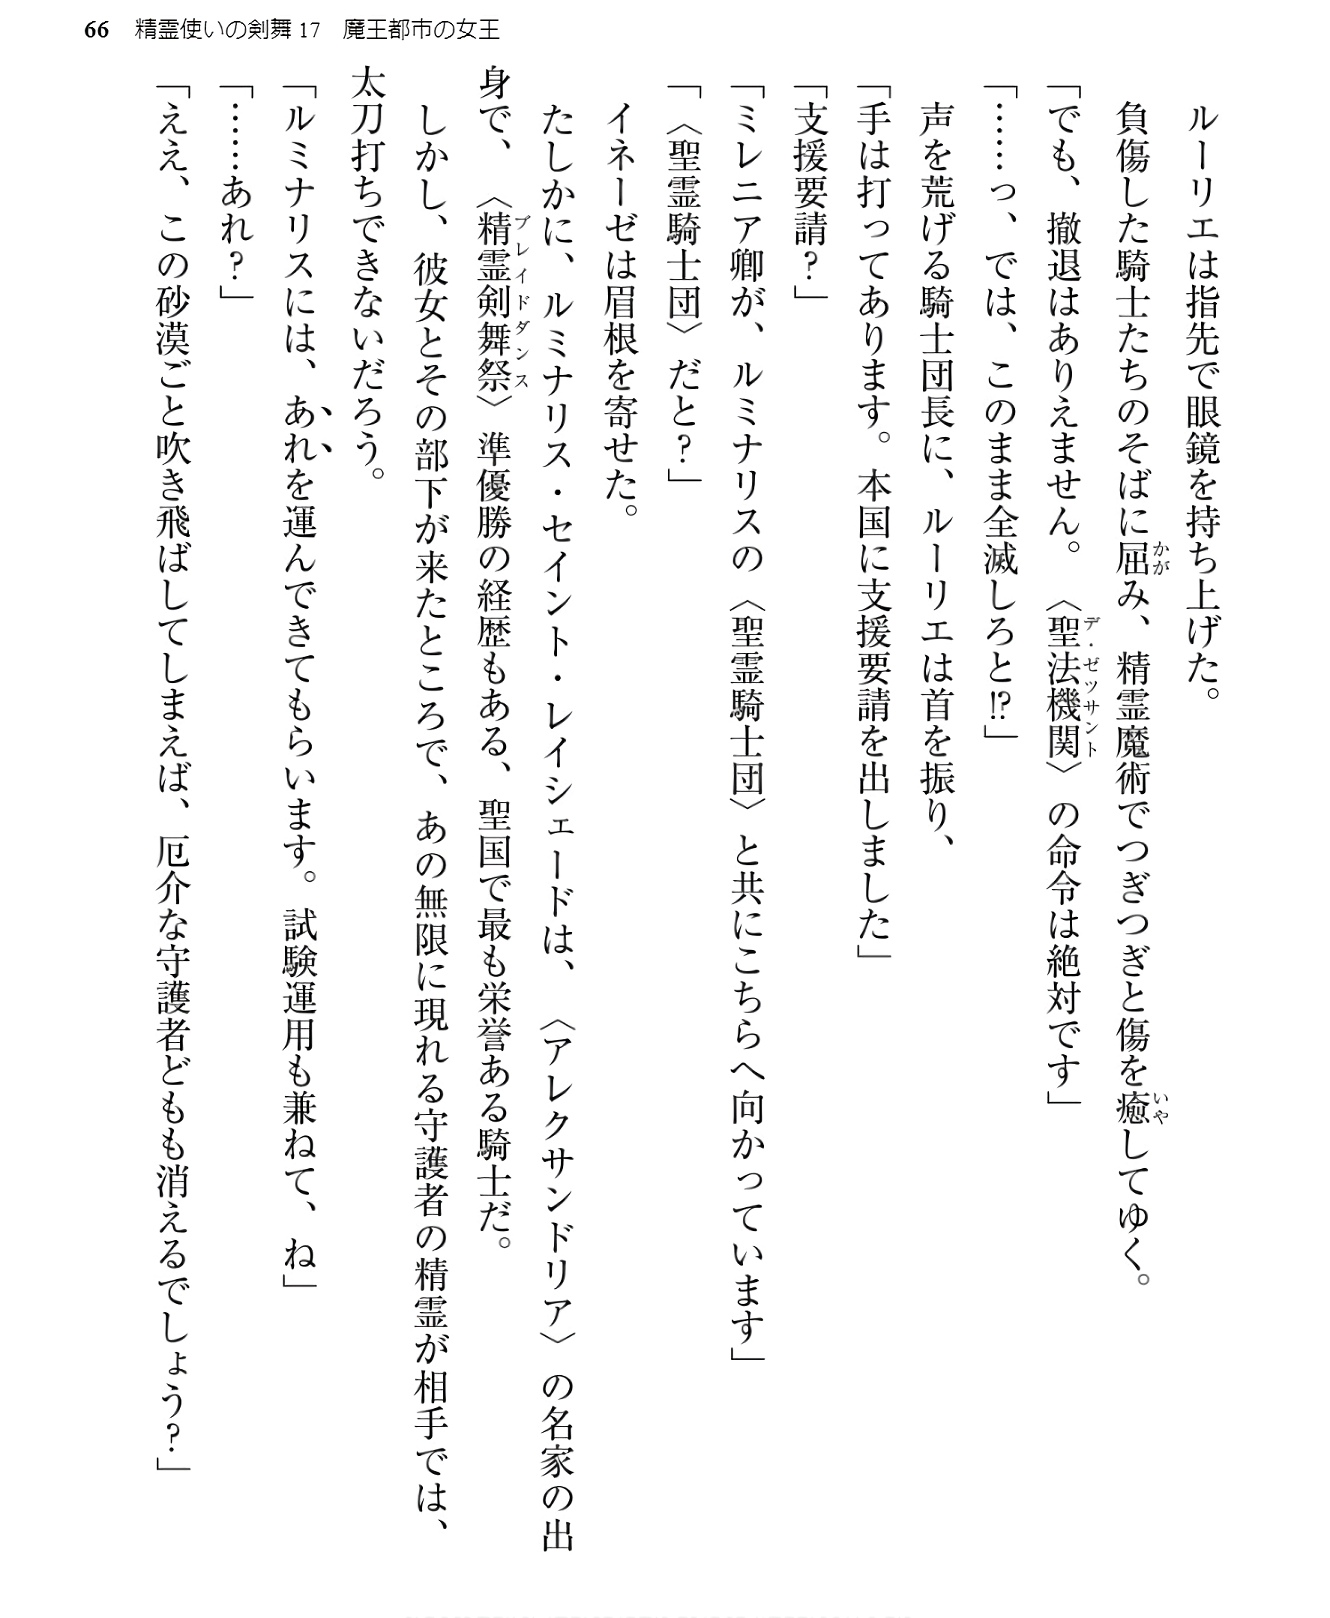 66 精霊使いの剣舞 17 魔王都市の女王
　ルーリエは指先で眼鏡を持ち上げた。
　負傷した騎士たちのそばに屈み、精霊魔術でつぎつぎと傷を癒してゆく。
「でも、撤退はありえません。〈聖法機関〉の命令は絶対です」
「……っ、では、このまま全滅しろと!?」
　声を荒げる騎士団長に、ルーリエは首を振り、
「手は打ってあります。本国に支援要請を出しました」
「支援要請？」
「ミレニア卿が、ルミナリスの〈聖霊騎士団〉と共にこちらへ向かっています」
「〈聖霊騎士団〉だと？」
　イネーゼは眉根を寄せた。
　たしかに、ルミナリス・セイント・レイシェードは、〈アレクサンドリア〉の名家の出
身で、〈精霊剣舞祭〉準優勝の経歴もある、聖国で最も栄誉ある騎士だ。
　しかし、彼女とその部下が来たところで、あの無限に現れる守護者の精霊が相手では、
太刀打ちできないだろう。
「ルミナリスには、あれを運んできてもらいます。試験運用も兼ねて、ね」
「……あれ？」
「ええ、この砂漠ごと吹き飛ばしてしまえば、厄介な守護者どもも消えるでしょう？」
かが
いや
デ・ゼッサント
ブレイドダンス